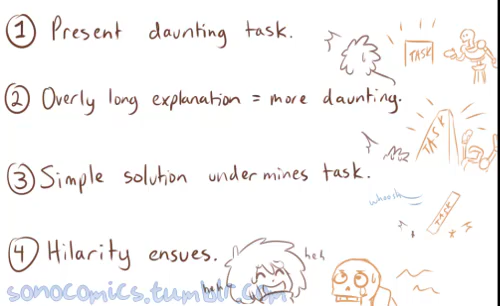 1 Present daunting task.
TASK
2 Overly long explanation = more daunting.
TASK
3 Simple solution undermines task.
whoosh
TASK
4 Hilarity ensues.
heh
heh
sonocomics.tumblr.com